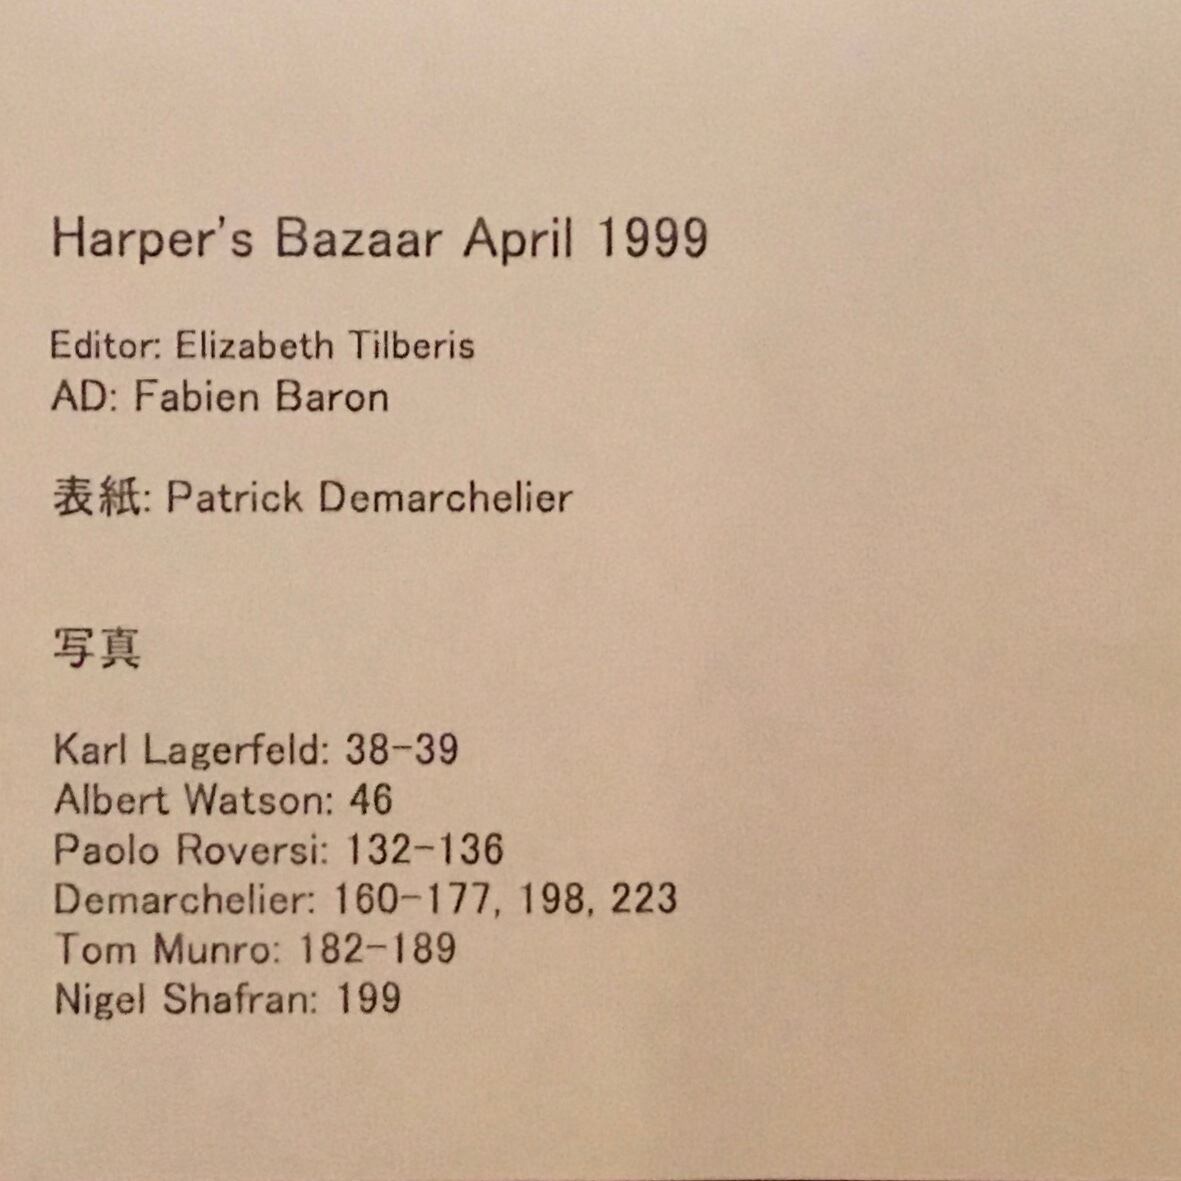 Harper's Bazaar April 1999
Editor: Elizabeth Tilberis
AD: Fabien Baron
表紙: Patrick Demarchelier
写真
Karl Lagerfeld: 38-39
Albert Watson: 46
Paolo Roversi: 132-136
Demarchelier: 160-177, 198, 223
Tom Munro: 182-189
Nigel Shafran: 199